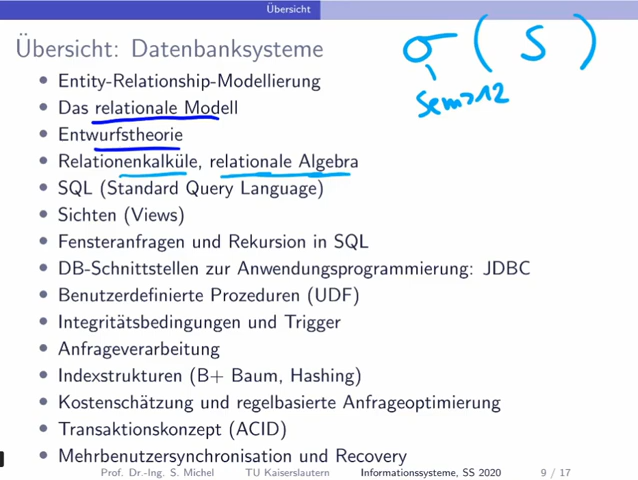 Übersicht
Übersicht: Datenbanksysteme
σ ( S )
Sem>12
Entity-Relationship-Modellierung
Das relationale Modell
Entwurfstheorie
Relationenkalküle, relationale Algebra
SQL (Standard Query Language)
Sichten (Views)
Fensteranfragen und Rekursion in SQL
DB-Schnittstellen zur Anwendungsprogrammierung: JDBC
Benutzerdefinierte Prozeduren (UDF)
Integritätsbedingungen und Trigger
Anfrageverarbeitung
Indexstrukturen (B+ Baum, Hashing)
Kostenschätzung und regelbasierte Anfrageoptimierung
Transaktionskonzept (ACID)
Mehrbenutzersynchronisation und Recovery
Prof. Dr.-Ing. S. Michel TU Kaiserslautern Informationssysteme, SS 2020 9 / 17